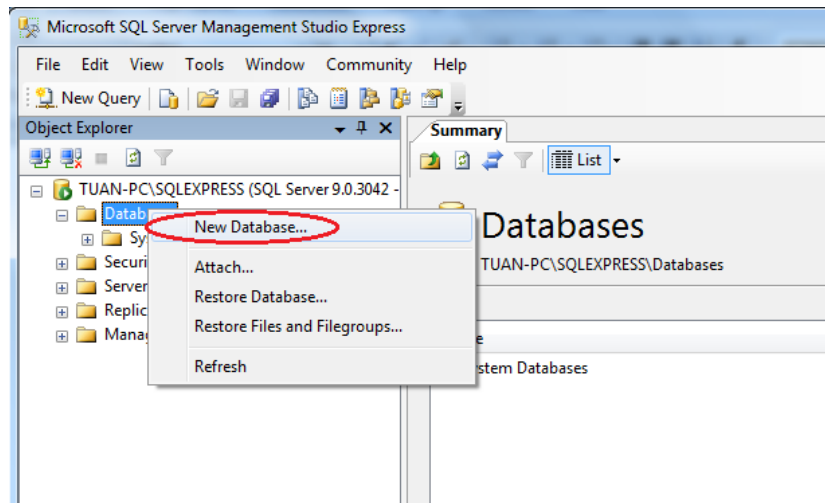 Microsoft SQL Server Management Studio Express
File Edit View Tools Window Community Help
New Query
Object Explorer
Summary
List
TUAN-PC\SQLEXPRESS (SQL Server 9.0.3042 -
Datab
New Database...
Databases
Sy
Securi
Attach...
TUAN-PC\SQLEXPRESS\Databases
Server
Restore Database...
Replic
Restore Files and Filegroups...
Mana
e
Refresh
stem Databases